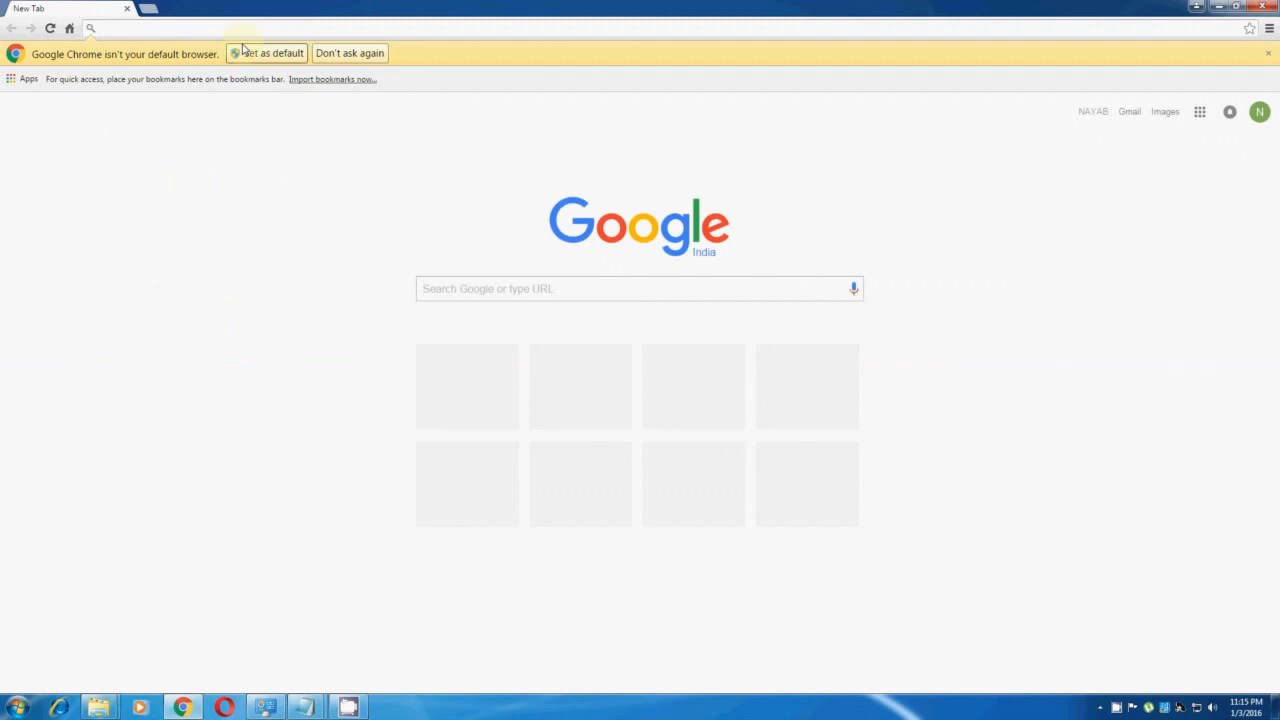 New Tab
Google Chrome isn't your default browser. Set as default Don't ask again
Apps For quick access, place your bookmarks here on the bookmarks bar. Import bookmarks now...
NAYAB Gmail Images N
Google
India
Search Google or type URL
11:15 PM
1/3/2016